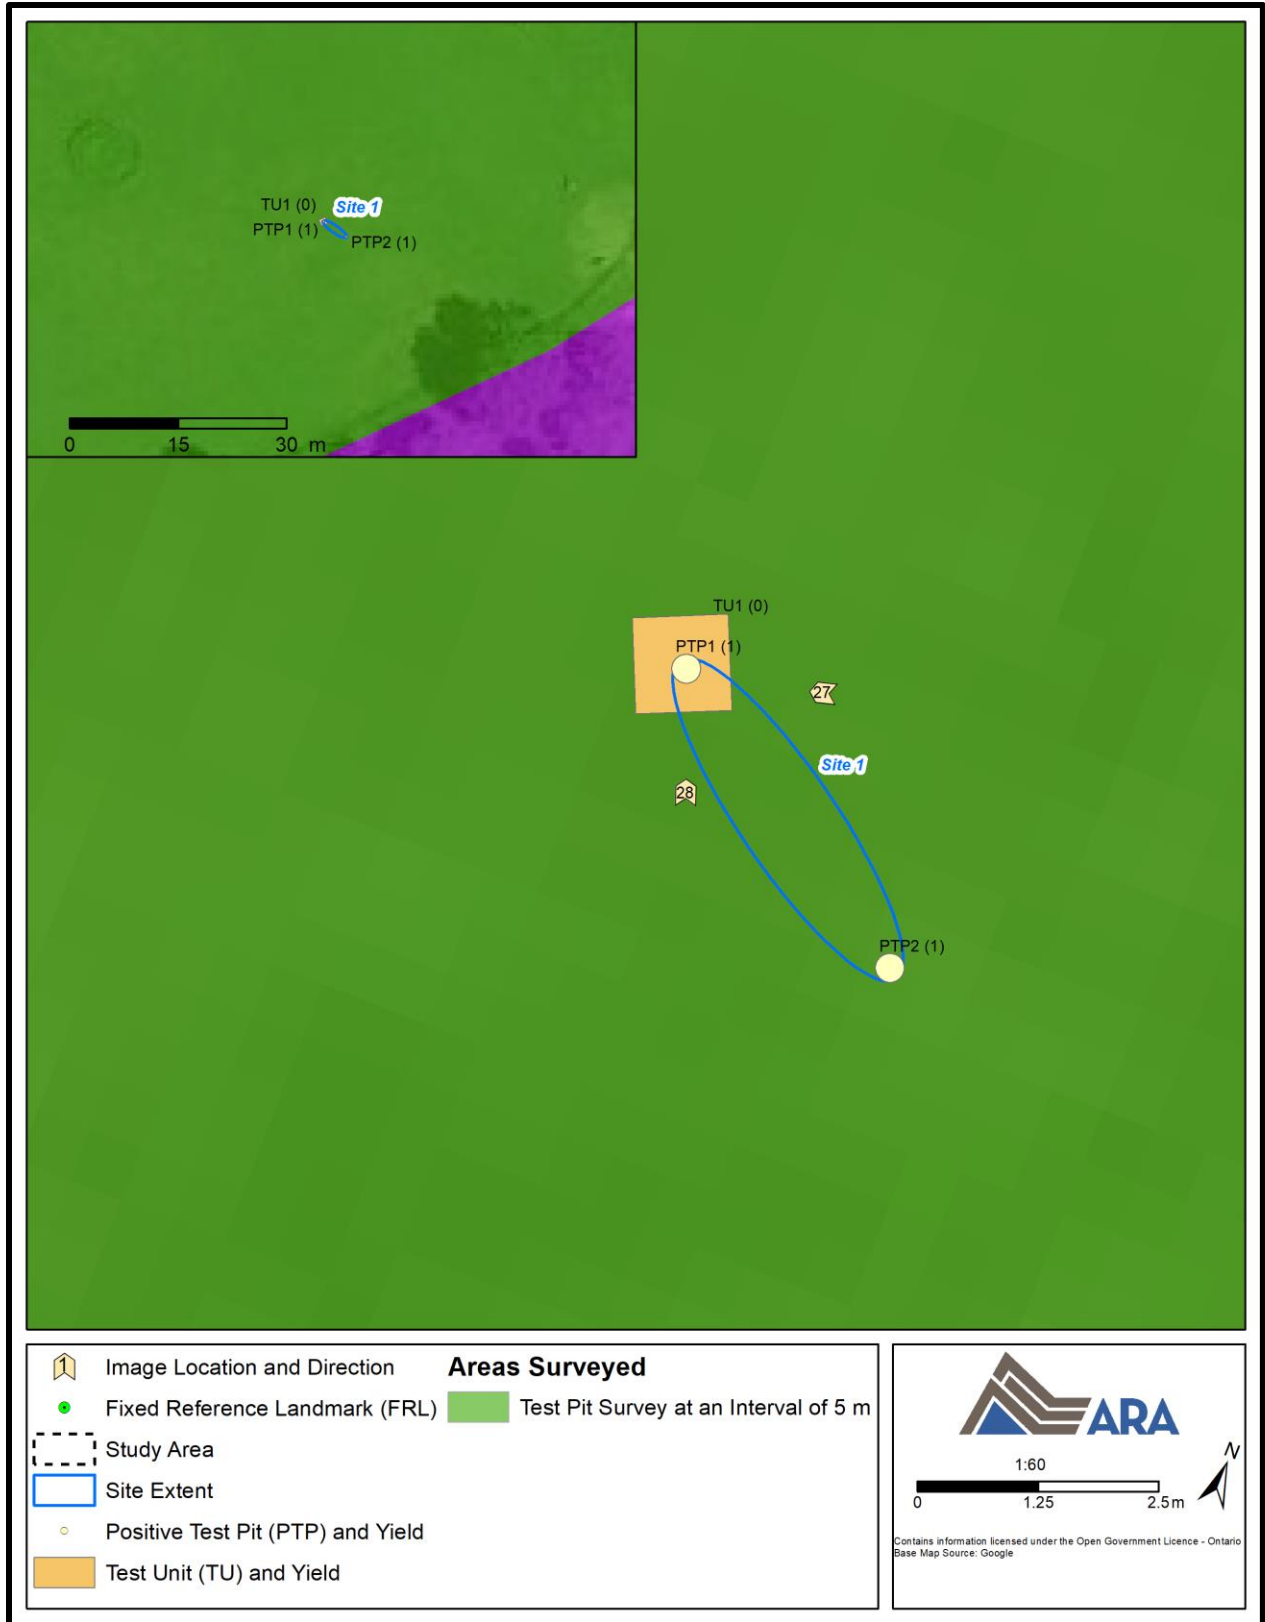 TU1 (0)
Site 1
PTP1 (1)
PTP2 (1)
0 15 30 m
TU1 (0)
PTP1 (1)
27
Site 1
28
PTP2 (1)
1 Image Location and Direction
Fixed Reference Landmark (FRL)
Study Area
Site Extent
Positive Test Pit (PTP) and Yield
Test Unit (TU) and Yield
Areas Surveyed
Test Pit Survey at an Interval of 5 m
ARA
N
1:60
0 1.25 2.5 m
Contains information licensed under the Open Government Licence - Ontario
Base Map Source: Google